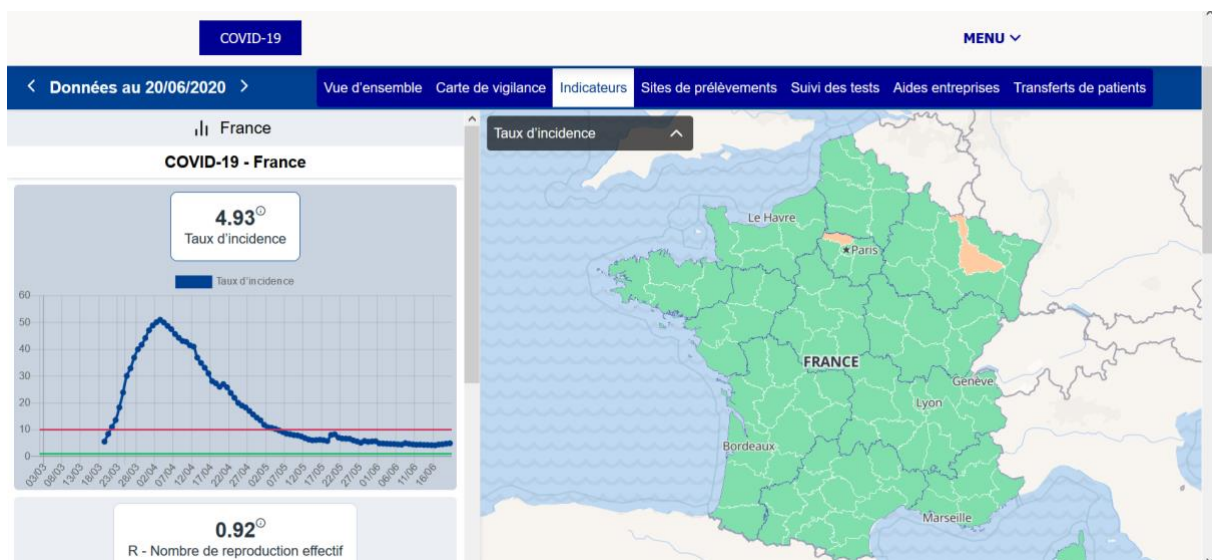 COVID-19
MENU
Données au 20/06/2020
Vue d'ensemble
Carte de vigilance
Indicateurs
Sites de prélèvements
Suivi des tests
Aides entreprises
Transferts de patients
France
COVID-19 - France
4.93
Taux d'incidence
Taux d'incidence
60
50
40
30
20
10
0
03/03
08/03
13/03
18/03
23/03
28/03
02/04
07/04
12/04
17/04
22/04
27/04
02/05
07/05
12/05
17/05
22/05
27/05
01/06
06/06
11/06
16/06
0.92
R - Nombre de reproduction effectif
Taux d'incidence
Le Havre
Paris
FRANCE
Genève
Lyon
Bordeaux
Marseille